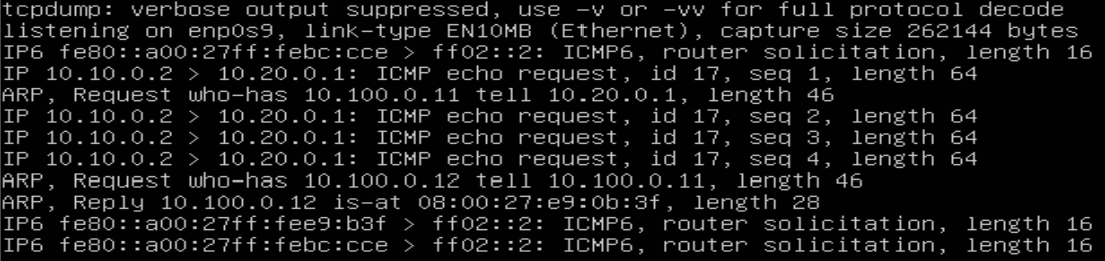 tcpdump: verbose output suppressed, use -v or -vv for full protocol decode
listening on enp0s9, link-type EN10MB (Ethernet), capture size 262144 bytes
IP6 fe80::a00:27ff:febc:cce > ff02::2: ICMP6, router solicitation, length 16
IP 10.10.0.2 > 10.20.0.1: ICMP echo request, id 17, seq 1, length 64
ARP, Request who-has 10.100.0.11 tell 10.20.0.1, length 46
IP 10.10.0.2 > 10.20.0.1: ICMP echo request, id 17, seq 2, length 64
IP 10.10.0.2 > 10.20.0.1: ICMP echo request, id 17, seq 3, length 64
IP 10.10.0.2 > 10.20.0.1: ICMP echo request, id 17, seq 4, length 64
ARP, Request who-has 10.100.0.12 tell 10.100.0.11, length 46
ARP, Reply 10.100.0.12 is-at 08:00:27:e9:0b:3f, length 28
IP6 fe80::a00:27ff:fee9:b3f > ff02::2: ICMP6, router solicitation, length 16
IP6 fe80::a00:27ff:febc:cce > ff02::2: ICMP6, router solicitation, length 16